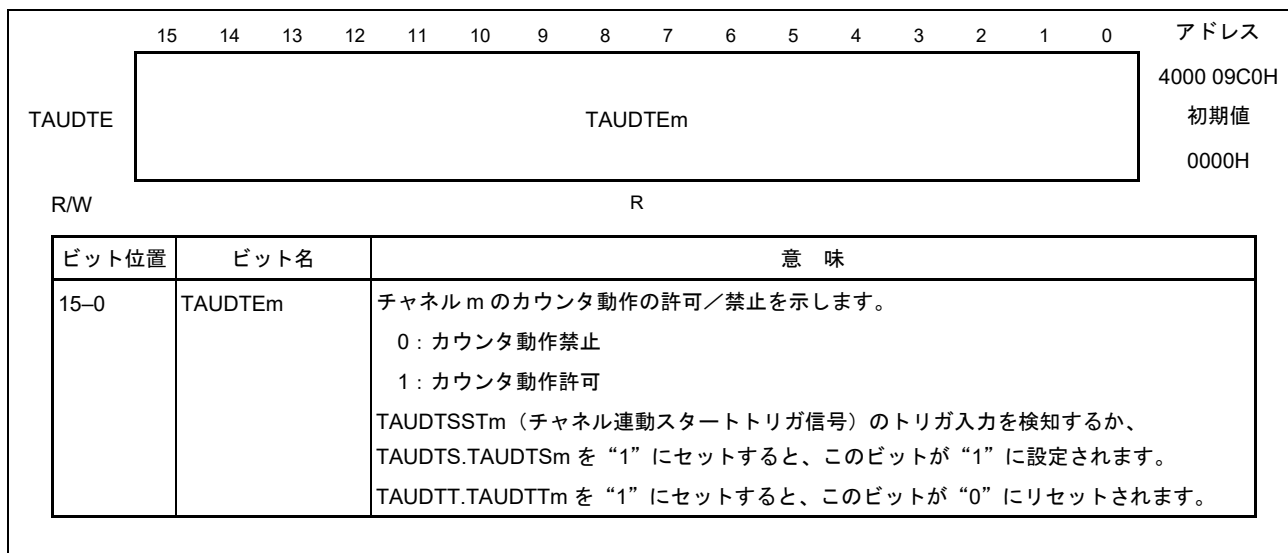 15 14 13 12 11 10 9 8 7 6 5 4 3 2 1 0 アドレス
4000 09C0H
TAUDTE TAUDTEm 初期値
0000H
R/W R
ビット位置 ビット名 意 味
15–0 TAUDTEm チャネル m のカウンタ動作の許可／禁止を示します。
0：カウンタ動作禁止
1：カウンタ動作許可
TAUDTSSTm（チャネル連動スタートトリガ信号）のトリガ入力を検知するか、
TAUDTS.TAUDTSm を“1”にセットすると、このビットが“1”に設定されます。
TAUDTT.TAUDTTm を“1”にセットすると、このビットが“0”にリセットされます。